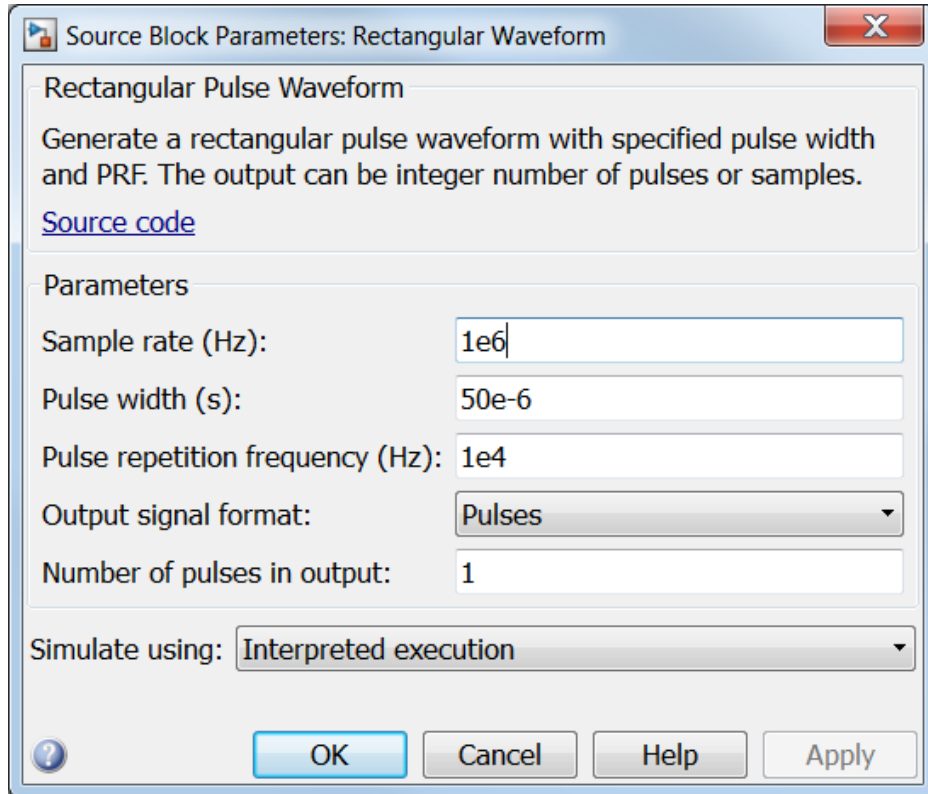 Source Block Parameters: Rectangular Waveform
X
Rectangular Pulse Waveform
Generate a rectangular pulse waveform with specified pulse width
and PRF. The output can be integer number of pulses or samples.
Source code
Parameters
Sample rate (Hz): 1e6
Pulse width (s): 50e-6
Pulse repetition frequency (Hz): 1e4
Output signal format: Pulses
Number of pulses in output: 1
Simulate using: Interpreted execution
? OK Cancel Help Apply